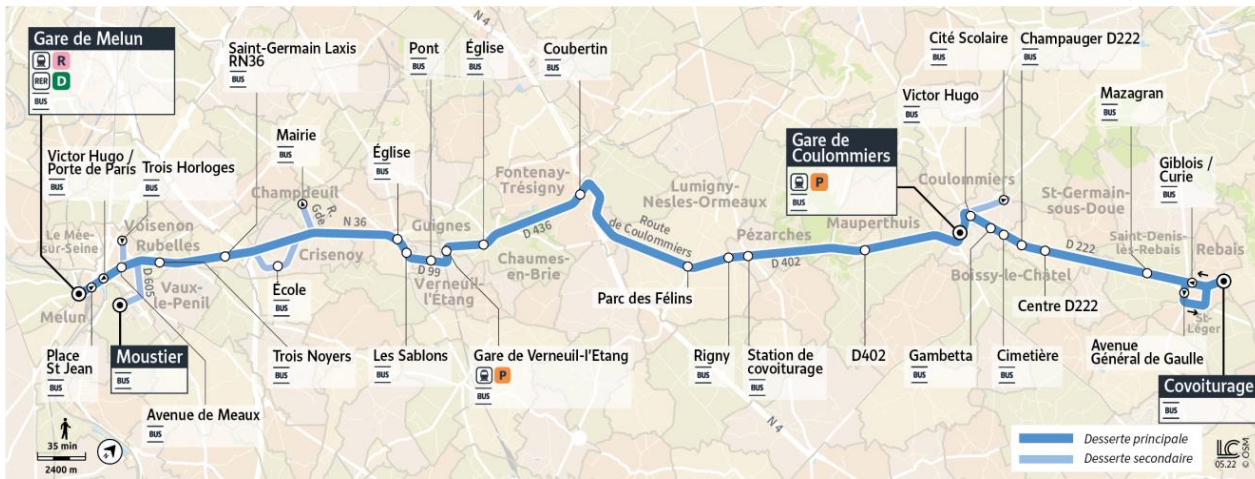 Gare de Melun
R
RER D
BUS
Saint-Germain Laxis
RN36
BUS
Pont
BUS
Église
BUS
Coubertin
BUS
Cité Scolaire
BUS
Champauger D222
BUS
N 4
Victor Hugo
BUS
Mazagran
BUS
Mairie
BUS
Victor Hugo /
Porte de Paris
BUS
Trois Horloges
BUS
Église
BUS
Gare de
Coulommiers
P
Giblois /
Curie
BUS
Le Mée-
sur-Seine
Voisenon
Rubelles
Champdeuil
R. Gde
N 36
Crisenoy
Guignes
Fontenay-
Trésigny
D 436
Lumigny-
Nesles-Ormeaux
Route
de Coulommiers
Pézarches
D 402
Mauperthuis
Coulommiers
St-Germain-
sous-Doue
Saint-Denis-
lès-Rebais
Rebais
D 222
Boissy-le-Châtel
St-
Léger
Melun
D 605
Vaux-
le-Penil
D 99
Verneuil-
l'Étang
Chaumes-
en-Brie
École
BUS
Parc des Félins
Centre D222
Place
St Jean
BUS
Moustier
BUS
Trois Noyers
BUS
Les Sablons
BUS
Gare de Verneuil-l'Etang
P
BUS
Rigny
BUS
Station de
covoiturage
BUS
D402
BUS
Gambetta
BUS
Cimetière
BUS
Avenue
Général de Gaulle
BUS
Covoiturage
BUS
Avenue de Meaux
BUS
N 4
35 min
2400 m
Desserte principale
Desserte secondaire
LC
05.22
© OSM